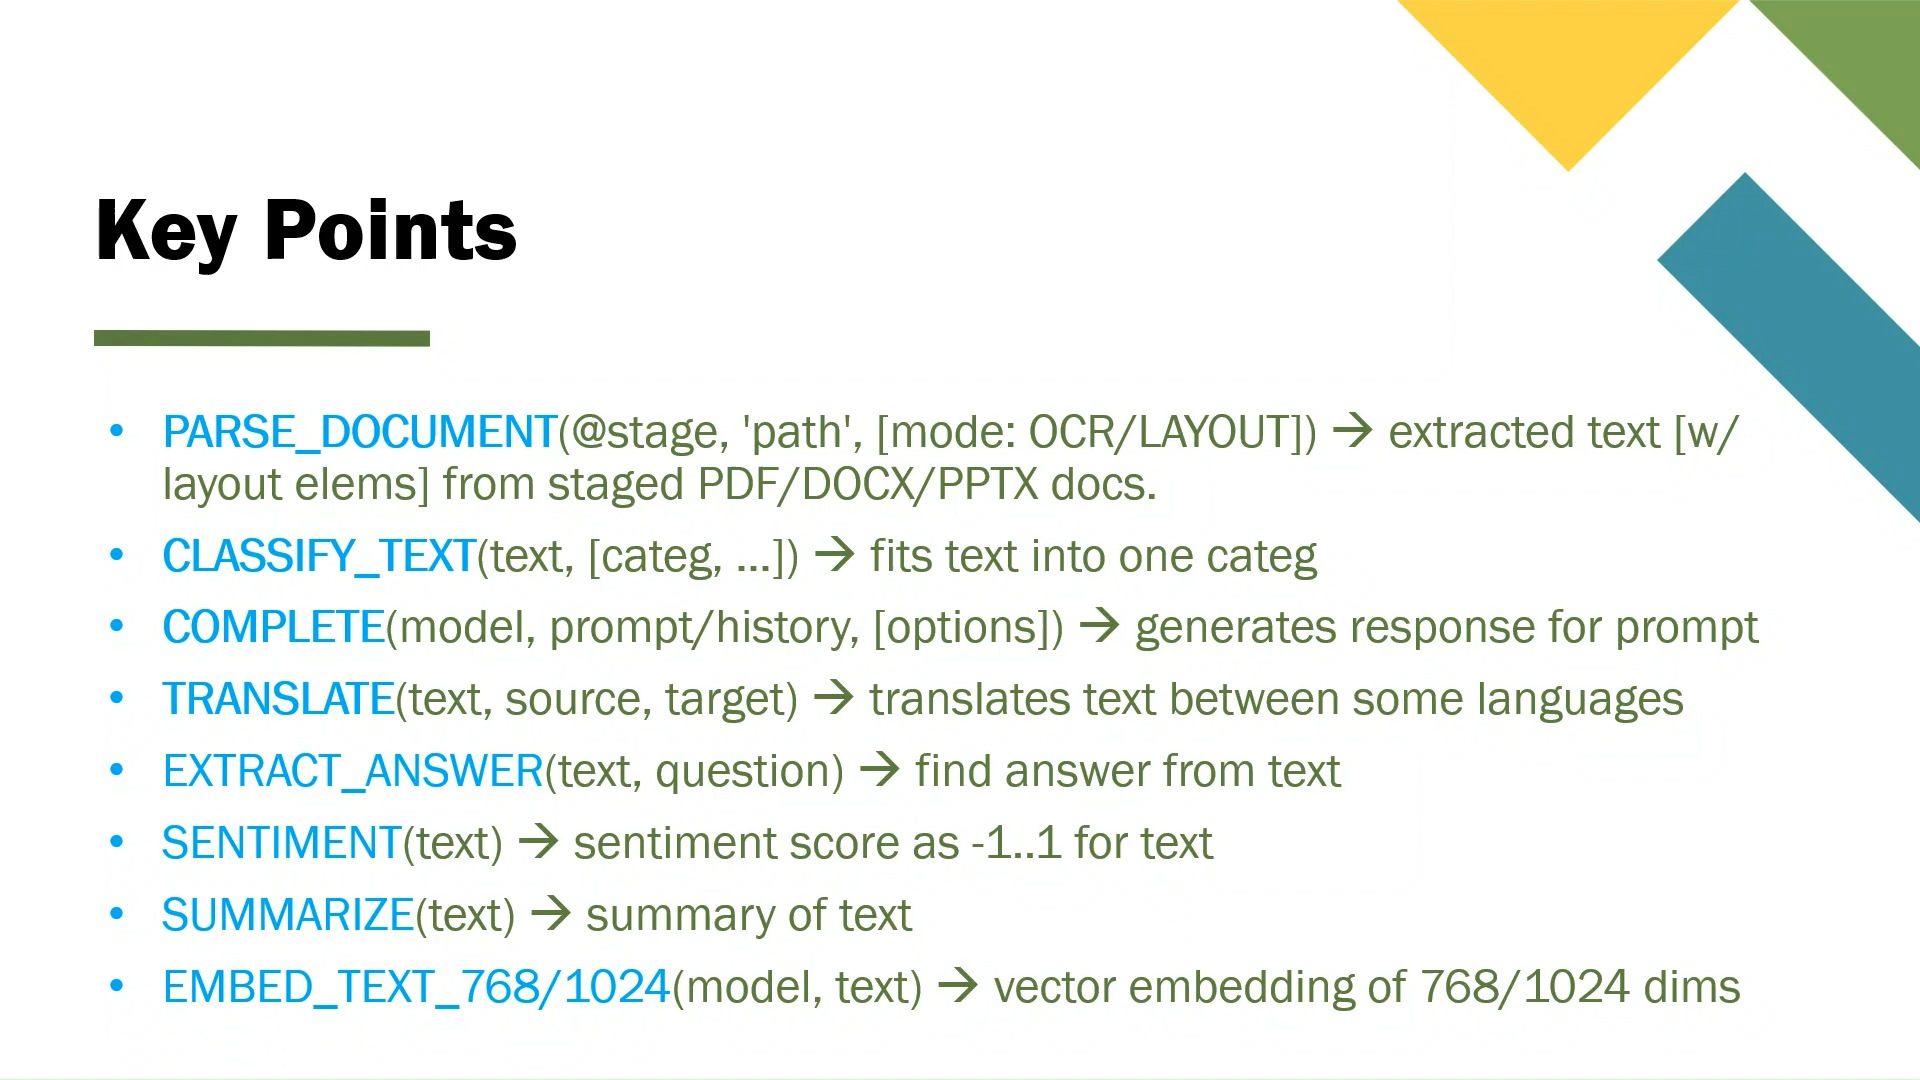 Key Points
• PARSE_DOCUMENT(@stage, 'path', [mode: OCR/LAYOUT]) → extracted text [w/
layout elems] from staged PDF/DOCX/PPTX docs.
• CLASSIFY_TEXT(text, [categ, ...]) → fits text into one categ
• COMPLETE(model, prompt/history, [options]) → generates response for prompt
• TRANSLATE(text, source, target) → translates text between some languages
• EXTRACT_ANSWER(text, question) → find answer from text
• SENTIMENT(text) → sentiment score as -1..1 for text
• SUMMARIZE(text) → summary of text
• EMBED_TEXT_768/1024(model, text) → vector embedding of 768/1024 dims